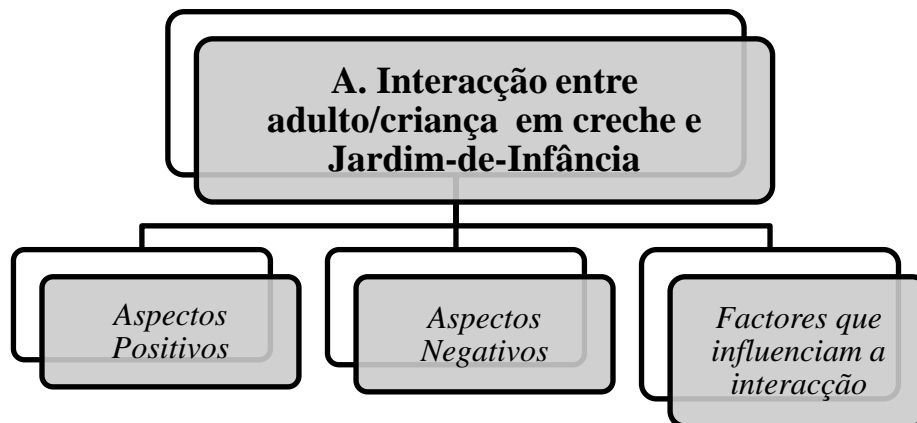 A. Interacção entre
adulto/criança em creche e
Jardim-de-Infância
Aspectos
Positivos
Aspectos
Negativos
Factores que
influenciam a
interacção